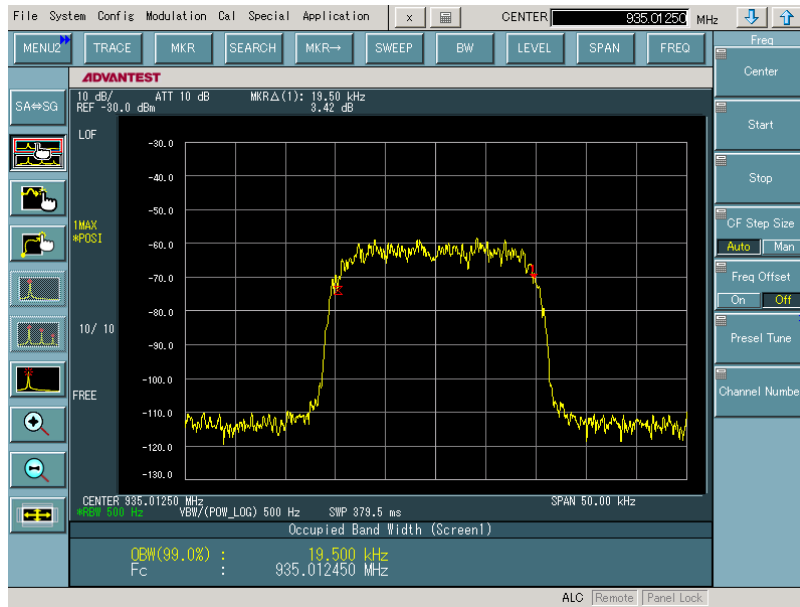 File System Config Modulation Cal Special Application x CENTER 935.01250 MHz
MENU2 TRACE MKR SEARCH MKR→ SWEEP BW LEVEL SPAN FREQ Freq
ADVANTEST
10 dB/ ATT 10 dB MKRΔ(1): 19.50 kHz
REF -30.0 dBm 3.42 dB
SA⇔SG
LOF
1MAX
*POSI
10/ 10
FREE
-30.0
-40.0
-50.0
-60.0
-70.0
-80.0
-90.0
-100.0
-110.0
-120.0
-130.0
CENTER 935.01250 MHz SPAN 50.00 kHz
*RBW 500 Hz VBW/(POW_LOG) 500 Hz SWP 379.5 ms
Occupied Band Width (Screen1)
OBW(99.0%) : 19.500 kHz
Fc : 935.012450 MHz
Center
Start
Stop
CF Step Size
Auto Man
Freq Offset
On Off
Presel Tune
Channel Numbe
ALC Remote Panel Lock